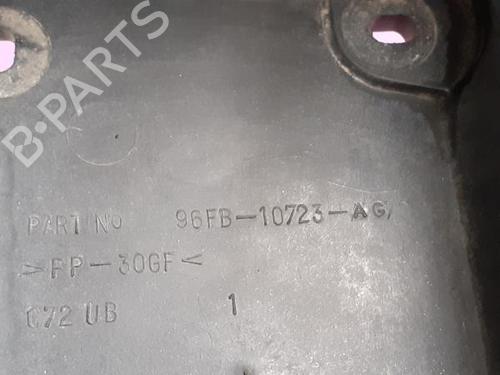 B-PARTS
PART NO 96FB-10723-AG
>PP-30GF<
C72 UB 1